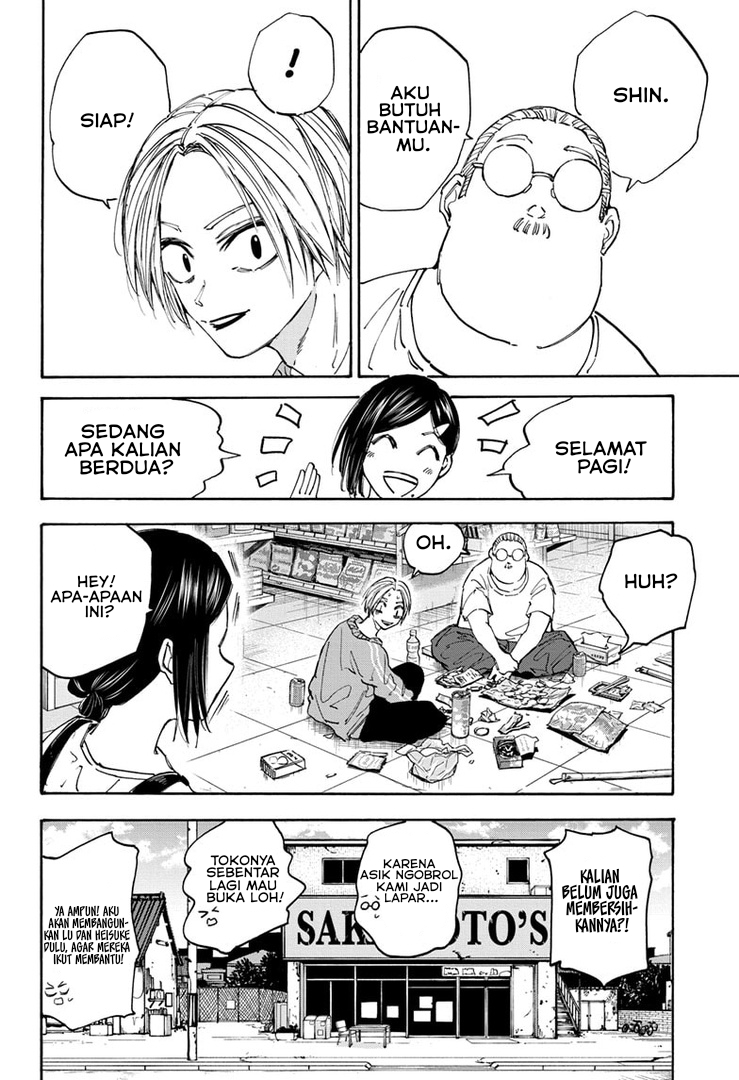 SHIN.
AKU
BUTUH
BANTUAN-
MU.
!
SIAP!
SELAMAT
PAGI!
SEDANG
APA KALIAN
BERDUA?
HUH?
OH.
HEY!
APA-APAAN
INI?
KALIAN
BELUM JUGA
MEMBERSIH-
KANNYA?!
KARENA
ASIK NGOBROL
KAMI JADI
LAPAR...
TOKONYA
SEBENTAR
LAGI MAU
BUKA LOH!
YA AMPUN! AKU
AKAN MEMBANGUN-
KAN LU DAN HEISUKE
DULU, AGAR MEREKA
IKUT MEMBANTU!
SAK OTO'S